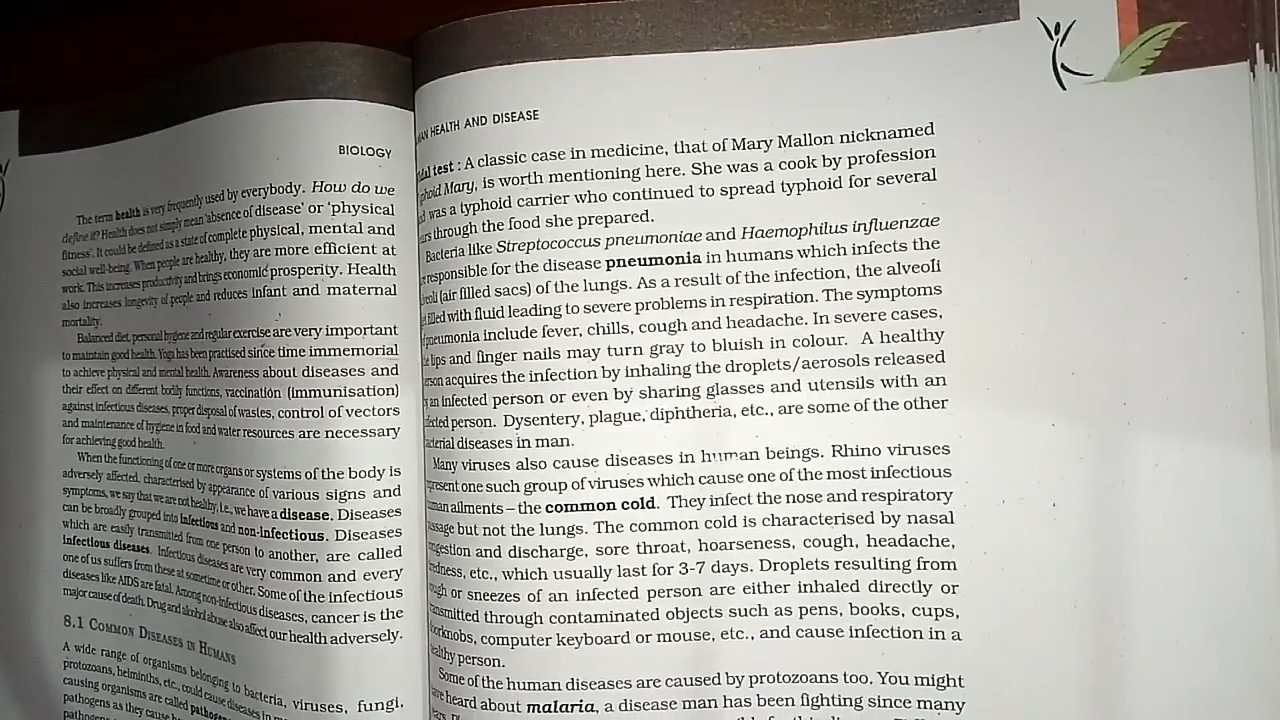 BIOLOGY
The term health is very frequently used by everybody. How do we
define it? Health does not simply mean 'absence of disease' or 'physical
fitness'. It could be defined as a state of complete physical, mental and
social well-being. When people are healthy, they are more efficient at
work. This increases productivity and brings economic prosperity. Health
also increases longevity of people and reduces infant and maternal
mortality.
Balanced diet, personal hygiene and regular exercise are very important
to maintain good health. Yoga has been practised since time immemorial
to achieve physical and mental health. Awareness about diseases and
their effect on different bodily functions, vaccination (immunisation)
against infectious diseases, proper disposal of wastes, control of vectors
and maintenance of hygiene in food and water resources are necessary
for achieving good health.
When the functioning of one or more organs or systems of the body is
adversely affected, characterised by appearance of various signs and
symptoms, we say that we are not healthy, i.e., we have a disease. Diseases
can be broadly grouped into infectious and non-infectious. Diseases
which are easily transmitted from one person to another, are called
infectious diseases. Infectious diseases are very common and every
one of us suffers from these at sometime or other. Some of the infectious
diseases like AIDS are fatal. Among non-infectious diseases, cancer is the
major cause of death. Drug and alcohol abuse also affect our health adversely.
8.1 COMMON DISEASES IN HUMANS
A wide range of organisms belonging to bacteria, viruses, fungi,
protozoans, helminths, etc., could cause diseases in
causing organisms are called
pathogens as they cause
HEALTH AND DISEASE
test : A classic case in medicine, that of Mary Mallon nicknamed
Mary, is worth mentioning here. She was a cook by profession
was a typhoid carrier who continued to spread typhoid for several
through the food she prepared.
Bacteria like Streptococcus pneumoniae and Haemophilus influenzae
responsible for the disease pneumonia in humans which infects the
(air filled sacs) of the lungs. As a result of the infection, the alveoli
filled with fluid leading to severe problems in respiration. The symptoms
pneumonia include fever, chills, cough and headache. In severe cases,
lips and finger nails may turn gray to bluish in colour. A healthy
acquires the infection by inhaling the droplets/aerosols released
an infected person or even by sharing glasses and utensils with an
person. Dysentery, plague, diphtheria, etc., are some of the other
diseases in man.
Many viruses also cause diseases in human beings. Rhino viruses
one such group of viruses which cause one of the most infectious
ailments – the common cold. They infect the nose and respiratory
but not the lungs. The common cold is characterised by nasal
and discharge, sore throat, hoarseness, cough, headache,
etc., which usually last for 3-7 days. Droplets resulting from
or sneezes of an infected person are either inhaled directly or
through contaminated objects such as pens, books, cups,
computer keyboard or mouse, etc., and cause infection in a
person.
Some of the human diseases are caused by protozoans too. You might
heard about malaria, a disease man has been fighting since many